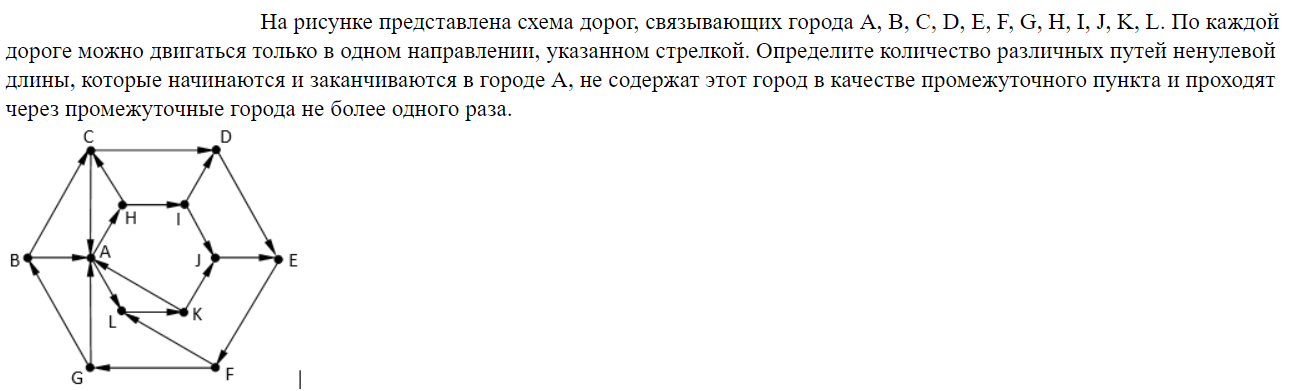 На рисунке представлена схема дорог, связывающих города A, B, C, D, E, F, G, H, I, J, K, L. По каждой
дороге можно двигаться только в одном направлении, указанном стрелкой. Определите количество различных путей ненулевой
длины, которые начинаются и заканчиваются в городе A, не содержат этот город в качестве промежуточного пункта и проходят
через промежуточные города не более одного раза.
C D
H I
B A J E
L K
G F